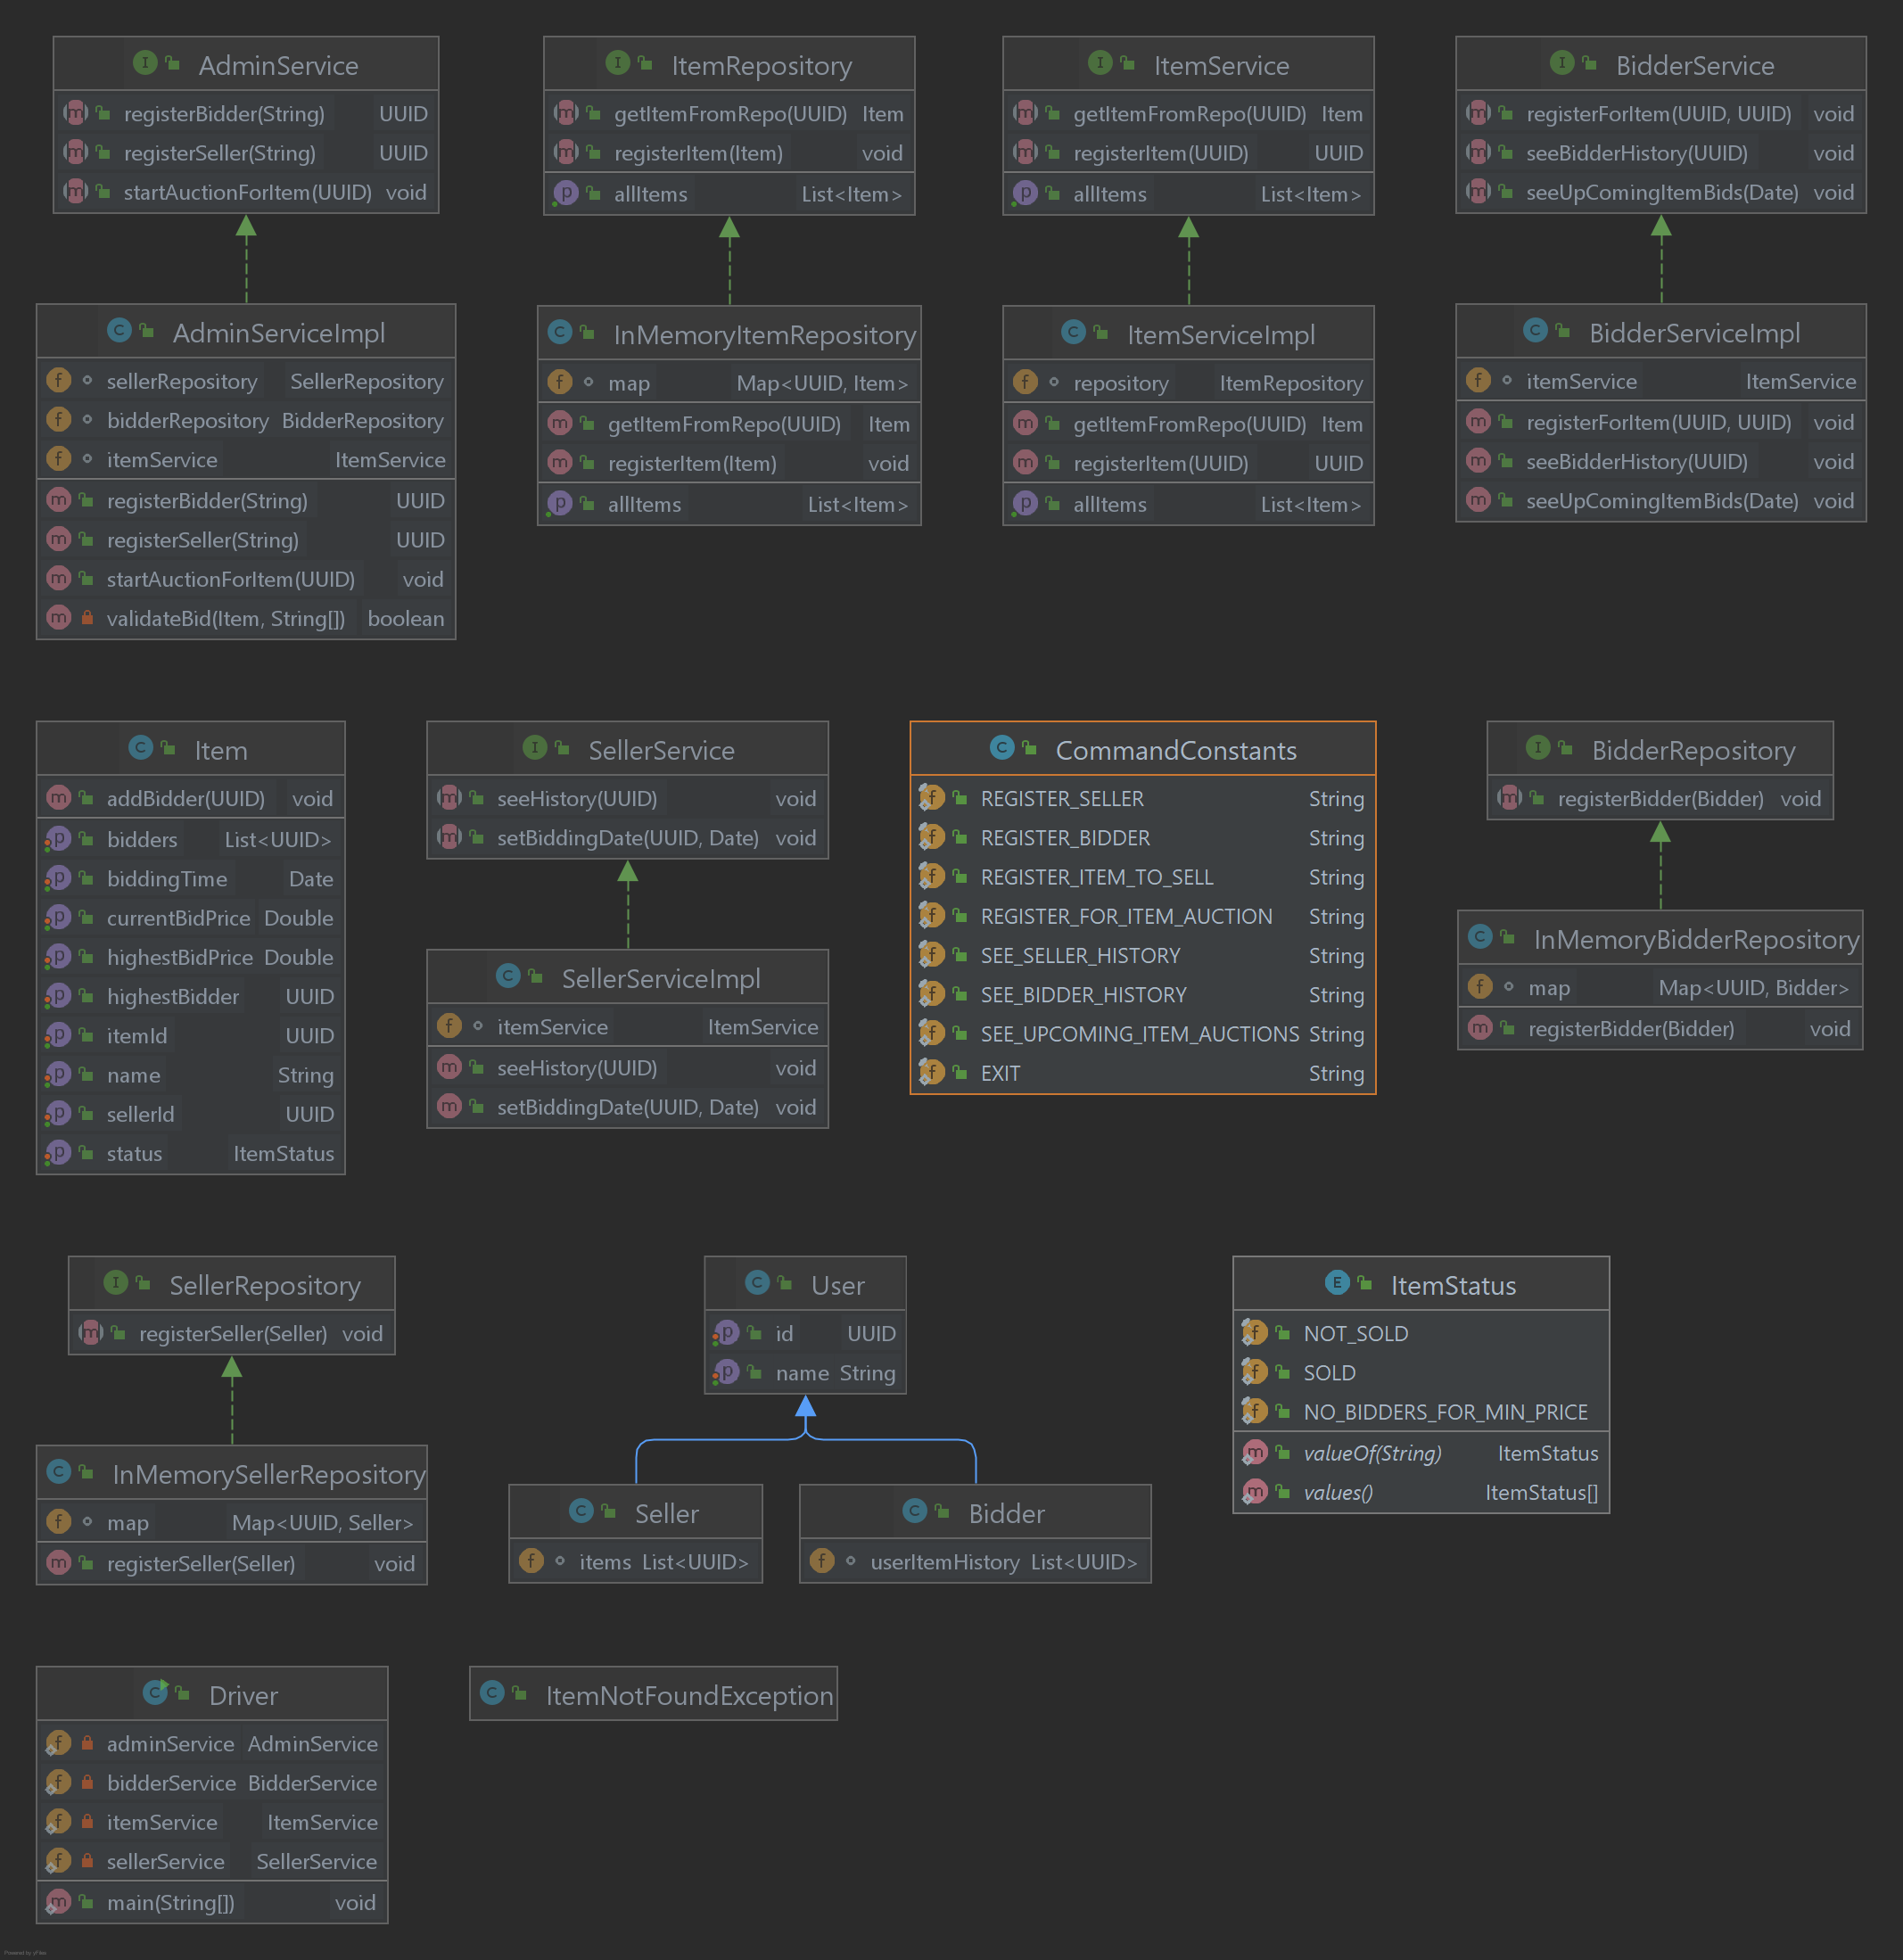 AdminService
registerBidder(String) UUID
registerSeller(String) UUID
startAuctionForItem(UUID) void
ItemRepository
getItemFromRepo(UUID) Item
registerItem(Item) void
allItems List<Item>
ItemService
getItemFromRepo(UUID) Item
registerItem(UUID) UUID
allItems List<Item>
BidderService
registerForItem(UUID, UUID) void
seeBidderHistory(UUID) void
seeUpComingItemBids(Date) void
AdminServiceImpl
sellerRepository SellerRepository
bidderRepository BidderRepository
itemService ItemService
registerBidder(String) UUID
registerSeller(String) UUID
startAuctionForItem(UUID) void
validateBid(Item, String[]) boolean
InMemoryItemRepository
map Map<UUID, Item>
getItemFromRepo(UUID) Item
registerItem(Item) void
allItems List<Item>
ItemServiceImpl
repository ItemRepository
getItemFromRepo(UUID) Item
registerItem(UUID) UUID
allItems List<Item>
BidderServiceImpl
itemService ItemService
registerForItem(UUID, UUID) void
seeBidderHistory(UUID) void
seeUpComingItemBids(Date) void
Item
addBidder(UUID) void
bidders List<UUID>
biddingTime Date
currentBidPrice Double
highestBidPrice Double
highestBidder UUID
itemId UUID
name String
sellerId UUID
status ItemStatus
SellerService
seeHistory(UUID) void
setBiddingDate(UUID, Date) void
SellerServiceImpl
itemService ItemService
seeHistory(UUID) void
setBiddingDate(UUID, Date) void
CommandConstants
REGISTER_SELLER String
REGISTER_BIDDER String
REGISTER_ITEM_TO_SELL String
REGISTER_FOR_ITEM_AUCTION String
SEE_SELLER_HISTORY String
SEE_BIDDER_HISTORY String
SEE_UPCOMING_ITEM_AUCTIONS String
EXIT String
BidderRepository
registerBidder(Bidder) void
InMemoryBidderRepository
map Map<UUID, Bidder>
registerBidder(Bidder) void
SellerRepository
registerSeller(Seller) void
InMemorySellerRepository
map Map<UUID, Seller>
registerSeller(Seller) void
User
id UUID
name String
Seller
items List<UUID>
Bidder
userItemHistory List<UUID>
ItemStatus
NOT_SOLD
SOLD
NO_BIDDERS_FOR_MIN_PRICE
valueOf(String) ItemStatus
values() ItemStatus[]
Driver
adminService AdminService
bidderService BidderService
itemService ItemService
sellerService SellerService
main(String[]) void
ItemNotFoundException
Powered by yFiles